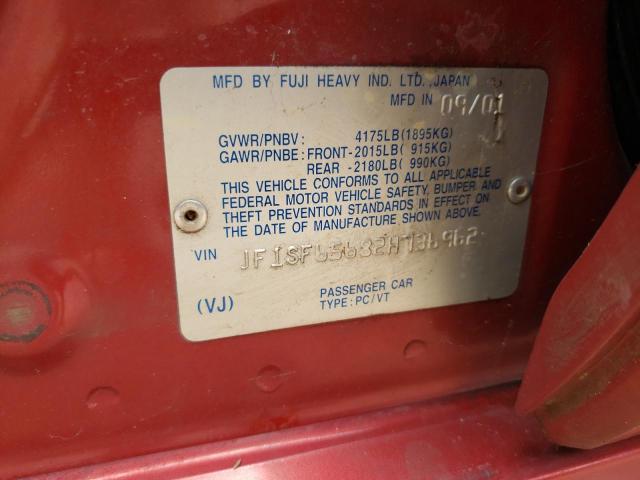 MFD BY FUJI HEAVY IND. LTD., JAPAN
MFD IN 09/01
GVWR/PNBV : 4175LB(1895KG)
GAWR/PNBE : FRONT-2015LB( 915KG)
REAR -2180LB( 990KG)
THIS VEHICLE CONFORMS TO ALL APPLICABLE
FEDERAL MOTOR VEHICLE SAFETY, BUMPER, AND
THEFT PREVENTION STANDARDS IN EFFECT ON
THE DATE OF MANUFACTURE SHOWN ABOVE.
VIN JF1SF65682H736962
(VJ)
PASSENGER CAR
TYPE : PC/VT